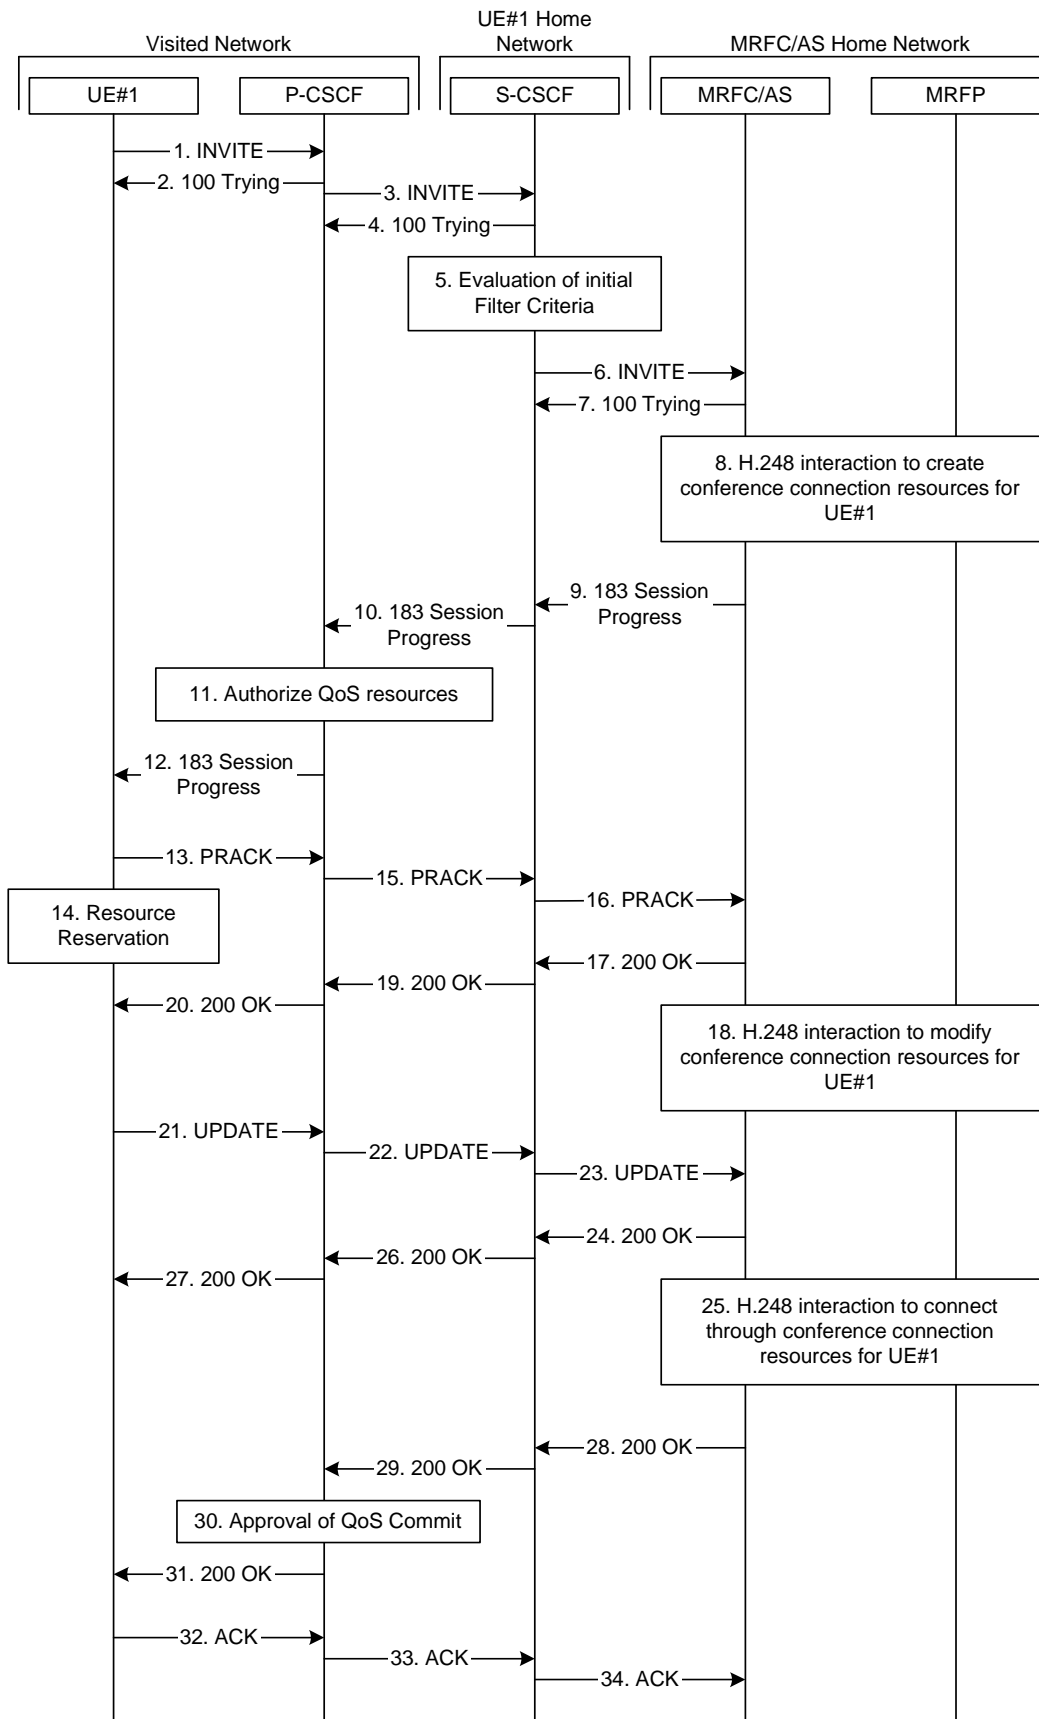 UE#1 Home
Network
Visited Network
MRFC/AS Home Network
UE#1
P-CSCF
S-CSCF
MRFC/AS
MRFP
1. INVITE
2. 100 Trying
3. INVITE
4. 100 Trying
5. Evaluation of initial
Filter Criteria
6. INVITE
7. 100 Trying
8. H.248 interaction to create
conference connection resources for
UE#1
9. 183 Session
Progress
10. 183 Session
Progress
11. Authorize QoS resources
12. 183 Session
Progress
13. PRACK
15. PRACK
16. PRACK
14. Resource
Reservation
17. 200 OK
19. 200 OK
20. 200 OK
18. H.248 interaction to modify
conference connection resources for
UE#1
21. UPDATE
22. UPDATE
23. UPDATE
24. 200 OK
26. 200 OK
27. 200 OK
25. H.248 interaction to connect
through conference connection
resources for UE#1
28. 200 OK
29. 200 OK
30. Approval of QoS Commit
31. 200 OK
32. ACK
33. ACK
34. ACK